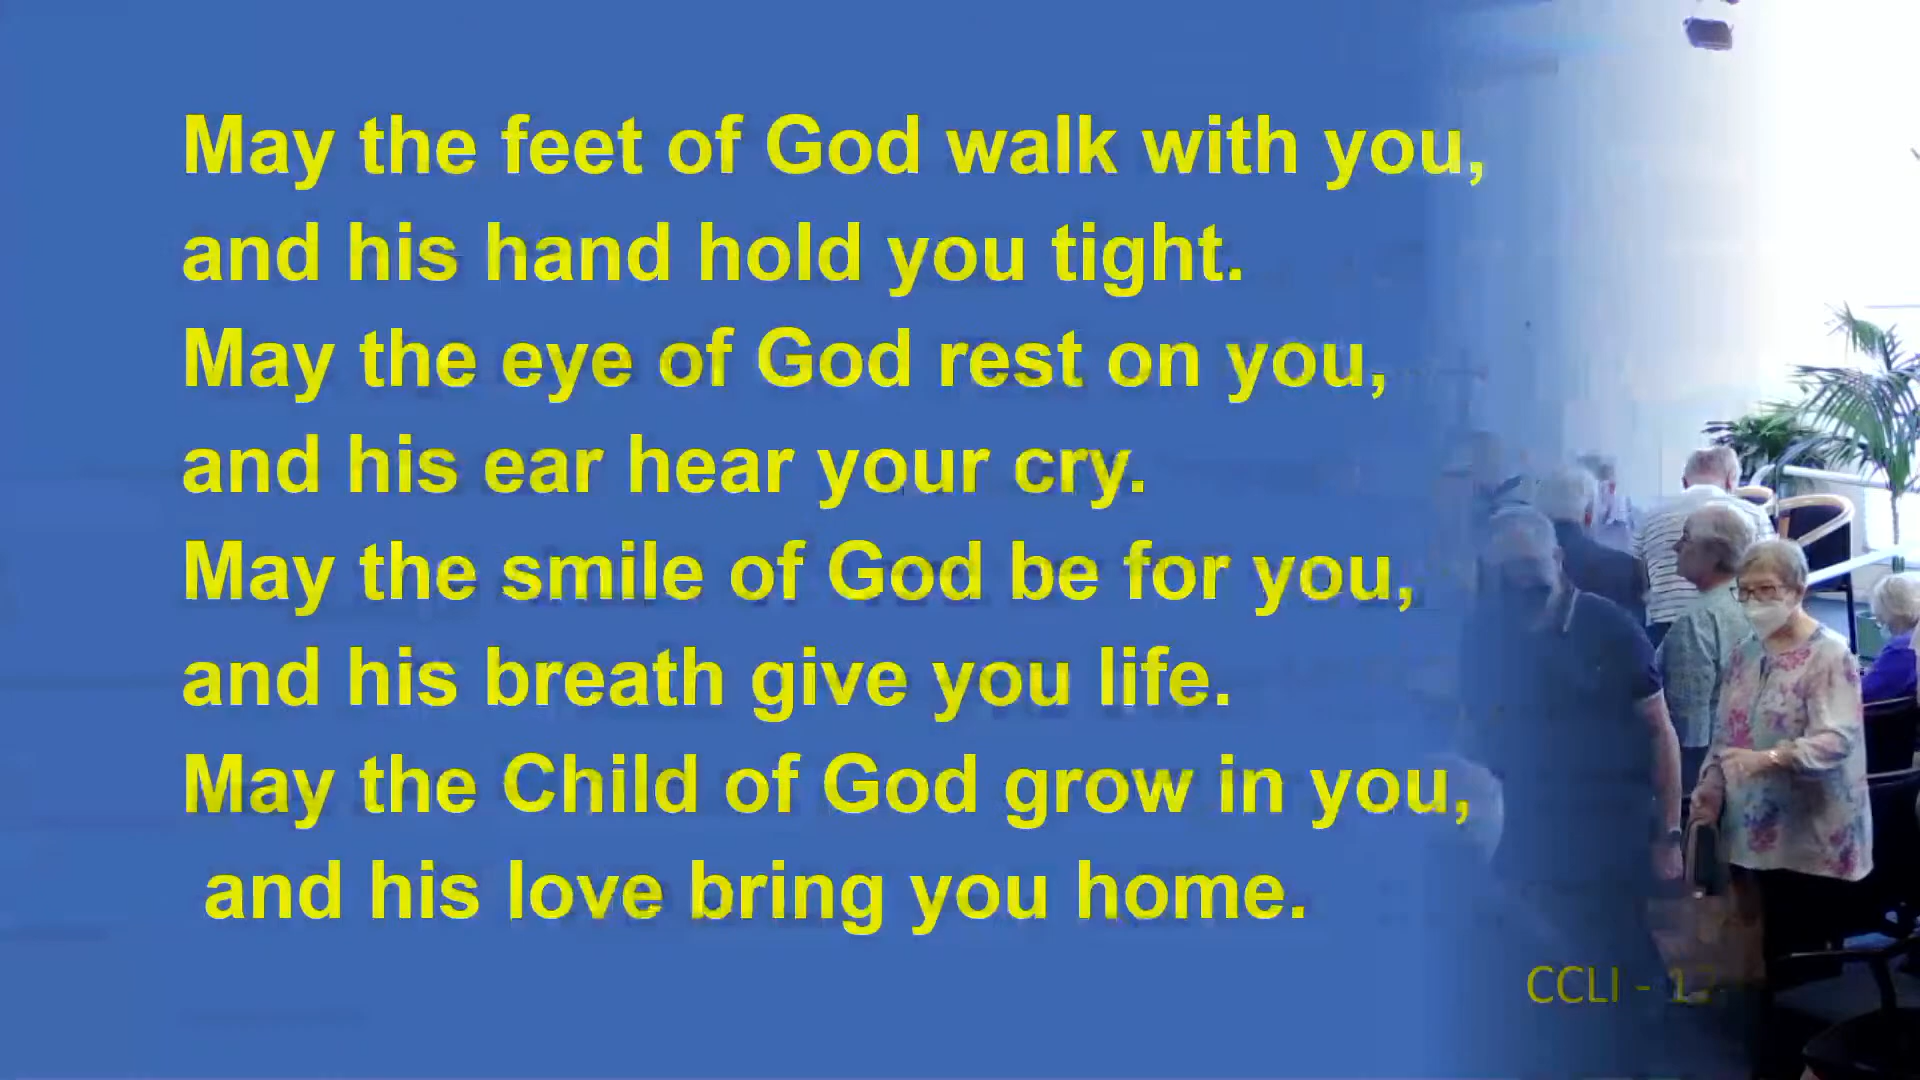 May the feet of God walk with you,
and his hand hold you tight.
May the eye of God rest on you,
and his ear hear your cry.
May the smile of God be for you,
and his breath give you life.
May the Child of God grow in you,
and his love bring you home.
CCLI -